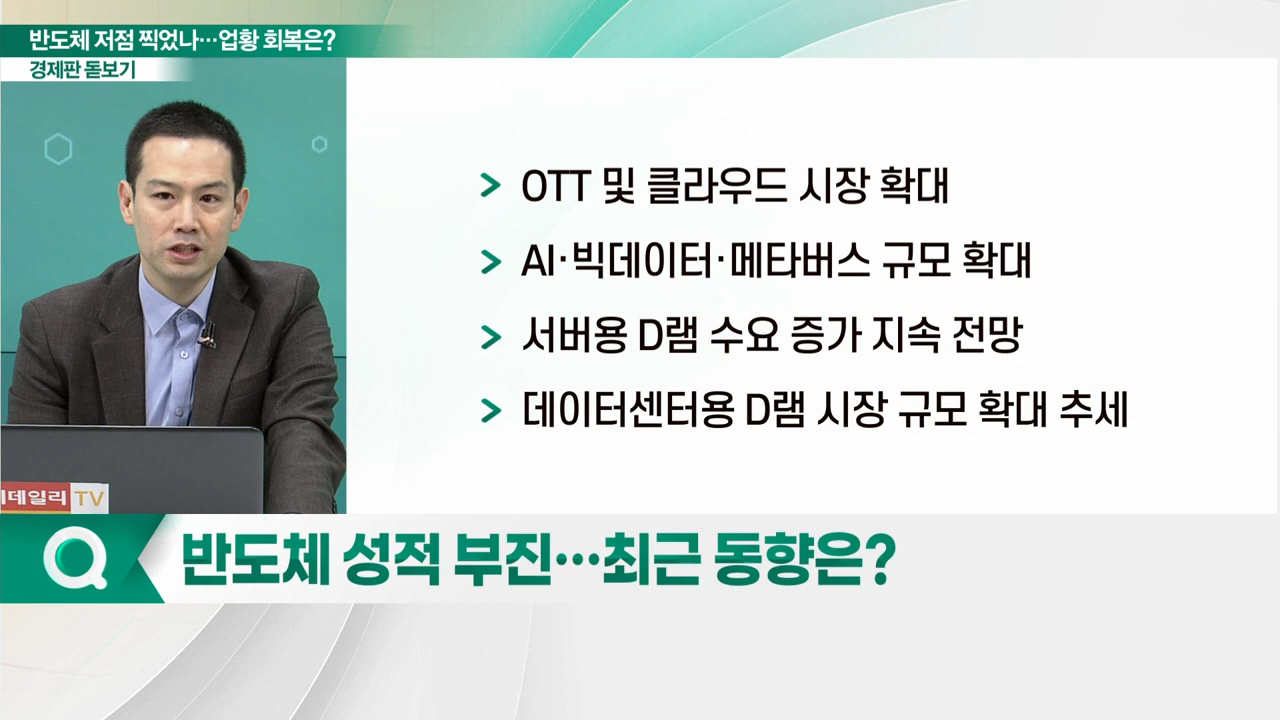 반도체 저점 찍었나…업황 회복은?
경제판 돋보기
> OTT 및 클라우드 시장 확대
> AI·빅데이터·메타버스 규모 확대
> 서버용 D램 수요 증가 지속 전망
> 데이터센터용 D램 시장 규모 확대 추세
데일리 TV
Q 반도체 성적 부진…최근 동향은?